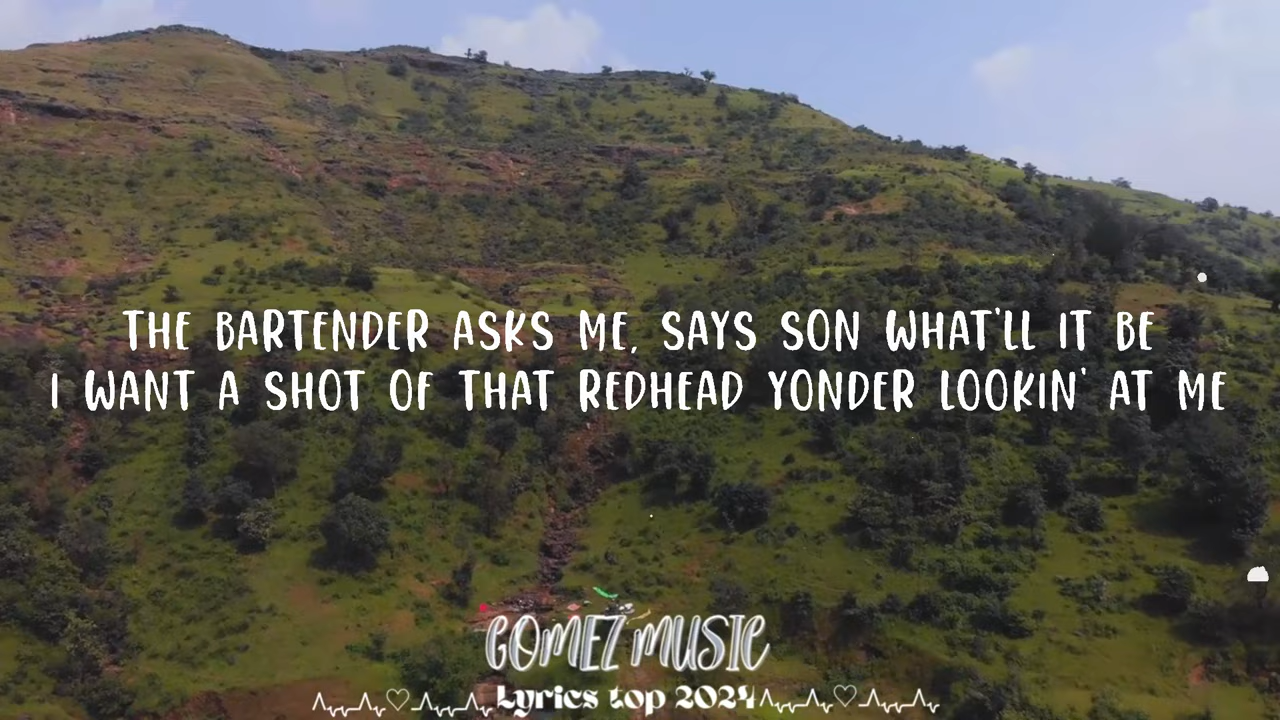 THE BARTENDER ASKS ME, SAYS SON WHAT'LL IT BE
I WANT A SHOT OF THAT REDHEAD YONDER LOOKIN' AT ME
GOMEZ MUSIC
Lyrics top 2024